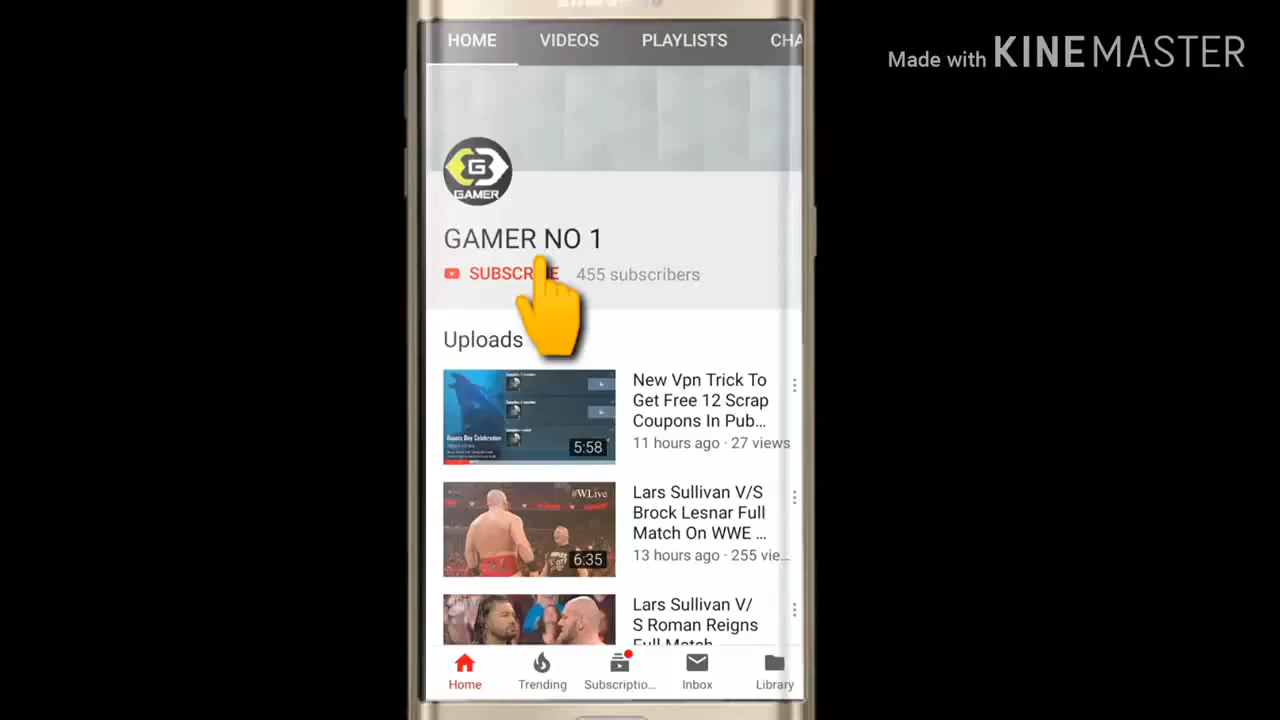 HOME VIDEOS PLAYLISTS CHA
Made with KINEMASTER
G
GAMER
GAMER NO 1
SUBSCRIBE 455 subscribers
Uploads
New Vpn Trick To
Get Free 12 Scrap
Coupons In Pub...
11 hours ago · 27 views
5:58
Lars Sullivan V/S
Brock Lesnar Full
Match On WWE ...
13 hours ago · 255 vie...
#WLive
6:35
Lars Sullivan V/
S Roman Reigns
Full Match
Home Trending Subscriptio... Inbox Library